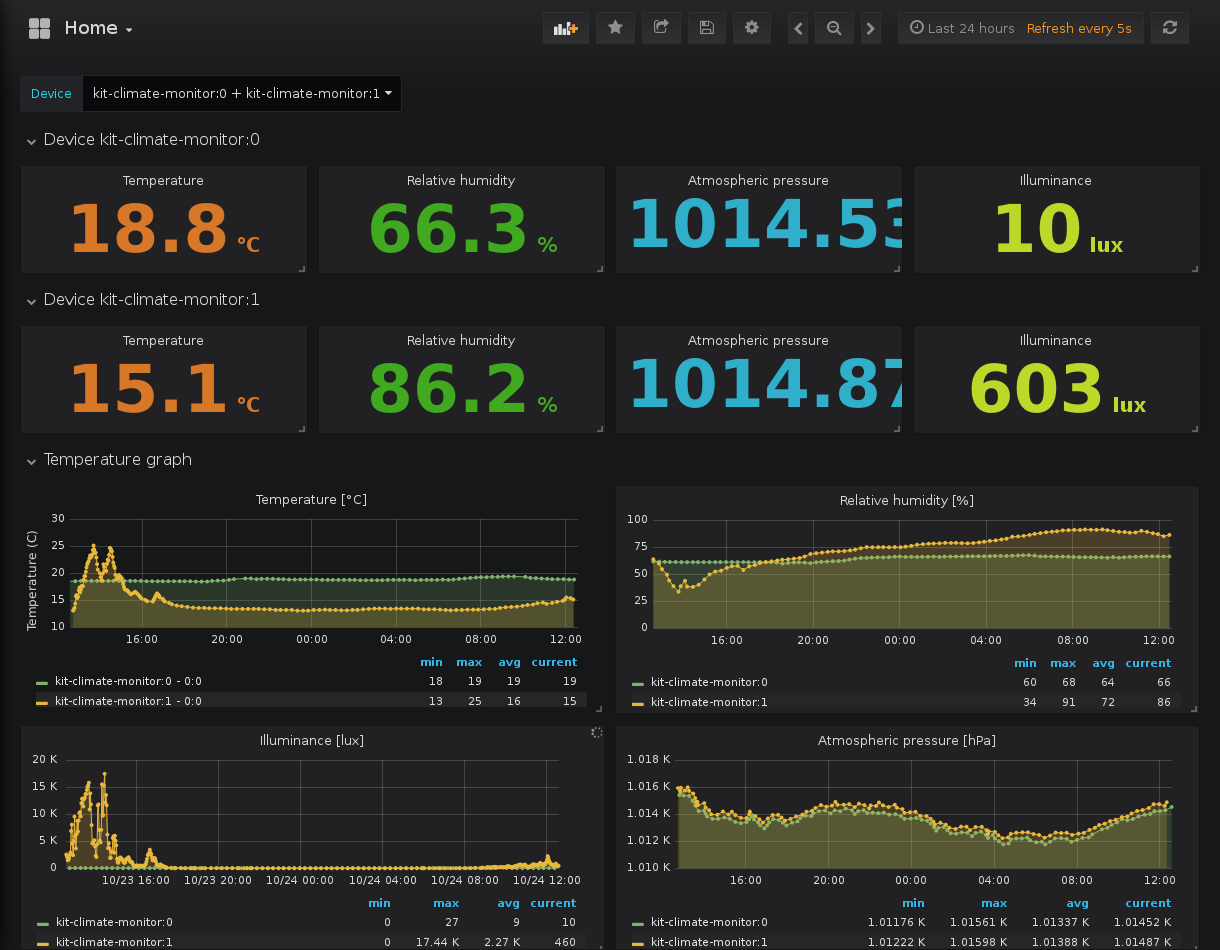 Home
Last 24 hours Refresh every 5s
Device kit-climate-monitor:0 + kit-climate-monitor:1
Device kit-climate-monitor:0
Temperature Relative humidity Atmospheric pressure Illuminance
18.8 °C 66.3 % 1014.53 10 lux
Device kit-climate-monitor:1
Temperature Relative humidity Atmospheric pressure Illuminance
15.1 °C 86.2 % 1014.87 603 lux
Temperature graph
Temperature [°C]
Temperature (C)
30
25
20
15
10
16:00 20:00 00:00 04:00 08:00 12:00
min max avg current
kit-climate-monitor:0 - 0:0 18 19 19 19
kit-climate-monitor:1 - 0:0 13 25 16 15
Relative humidity [%]
100
75
50
25
0
16:00 20:00 00:00 04:00 08:00 12:00
min max avg current
kit-climate-monitor:0 60 68 64 66
kit-climate-monitor:1 34 91 72 86
Illuminance [lux]
20 K
15 K
10 K
5 K
0
10/23 16:00 10/23 20:00 10/24 00:00 10/24 04:00 10/24 08:00 10/24 12:00
min max avg current
kit-climate-monitor:0 0 27 9 10
kit-climate-monitor:1 0 17.44 K 2.27 K 460
Atmospheric pressure [hPa]
1.018 K
1.016 K
1.014 K
1.012 K
1.010 K
16:00 20:00 00:00 04:00 08:00 12:00
min max avg current
kit-climate-monitor:0 1.01176 K 1.01561 K 1.01337 K 1.01452 K
kit-climate-monitor:1 1.01222 K 1.01598 K 1.01388 K 1.01487 K